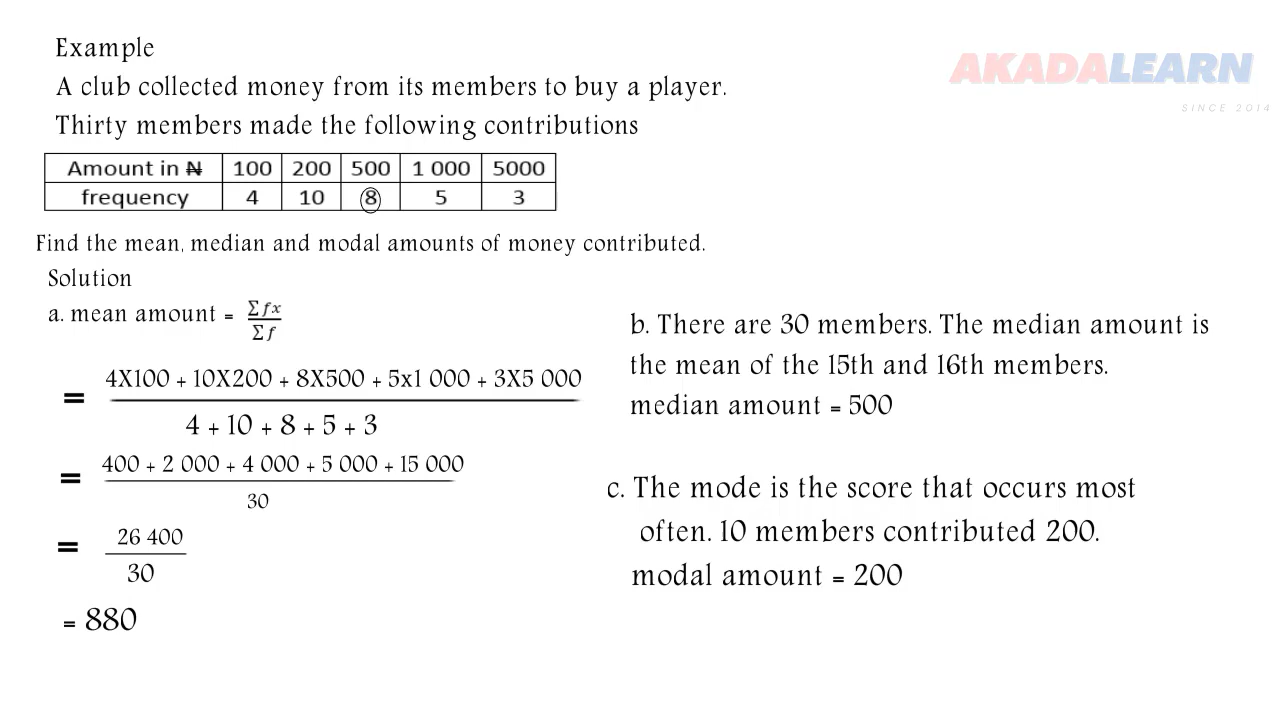 Example
A club collected money from its members to buy a player.
Thirty members made the following contributions
AKADALEARN
SINCE 2014
Amount in ₦ 100 200 500 1 000 5000
frequency 4 10 8 5 3
Find the mean, median and modal amounts of money contributed.
Solution
a. mean amount = ∑fx
∑f
= 4X100 + 10X200 + 8X500 + 5x1 000 + 3X5 000
4 + 10 + 8 + 5 + 3
= 400 + 2 000 + 4 000 + 5 000 + 15 000
30
= 26 400
30
= 880
b. There are 30 members. The median amount is
the mean of the 15th and 16th members.
median amount = 500
c. The mode is the score that occurs most
often. 10 members contributed 200.
modal amount = 200